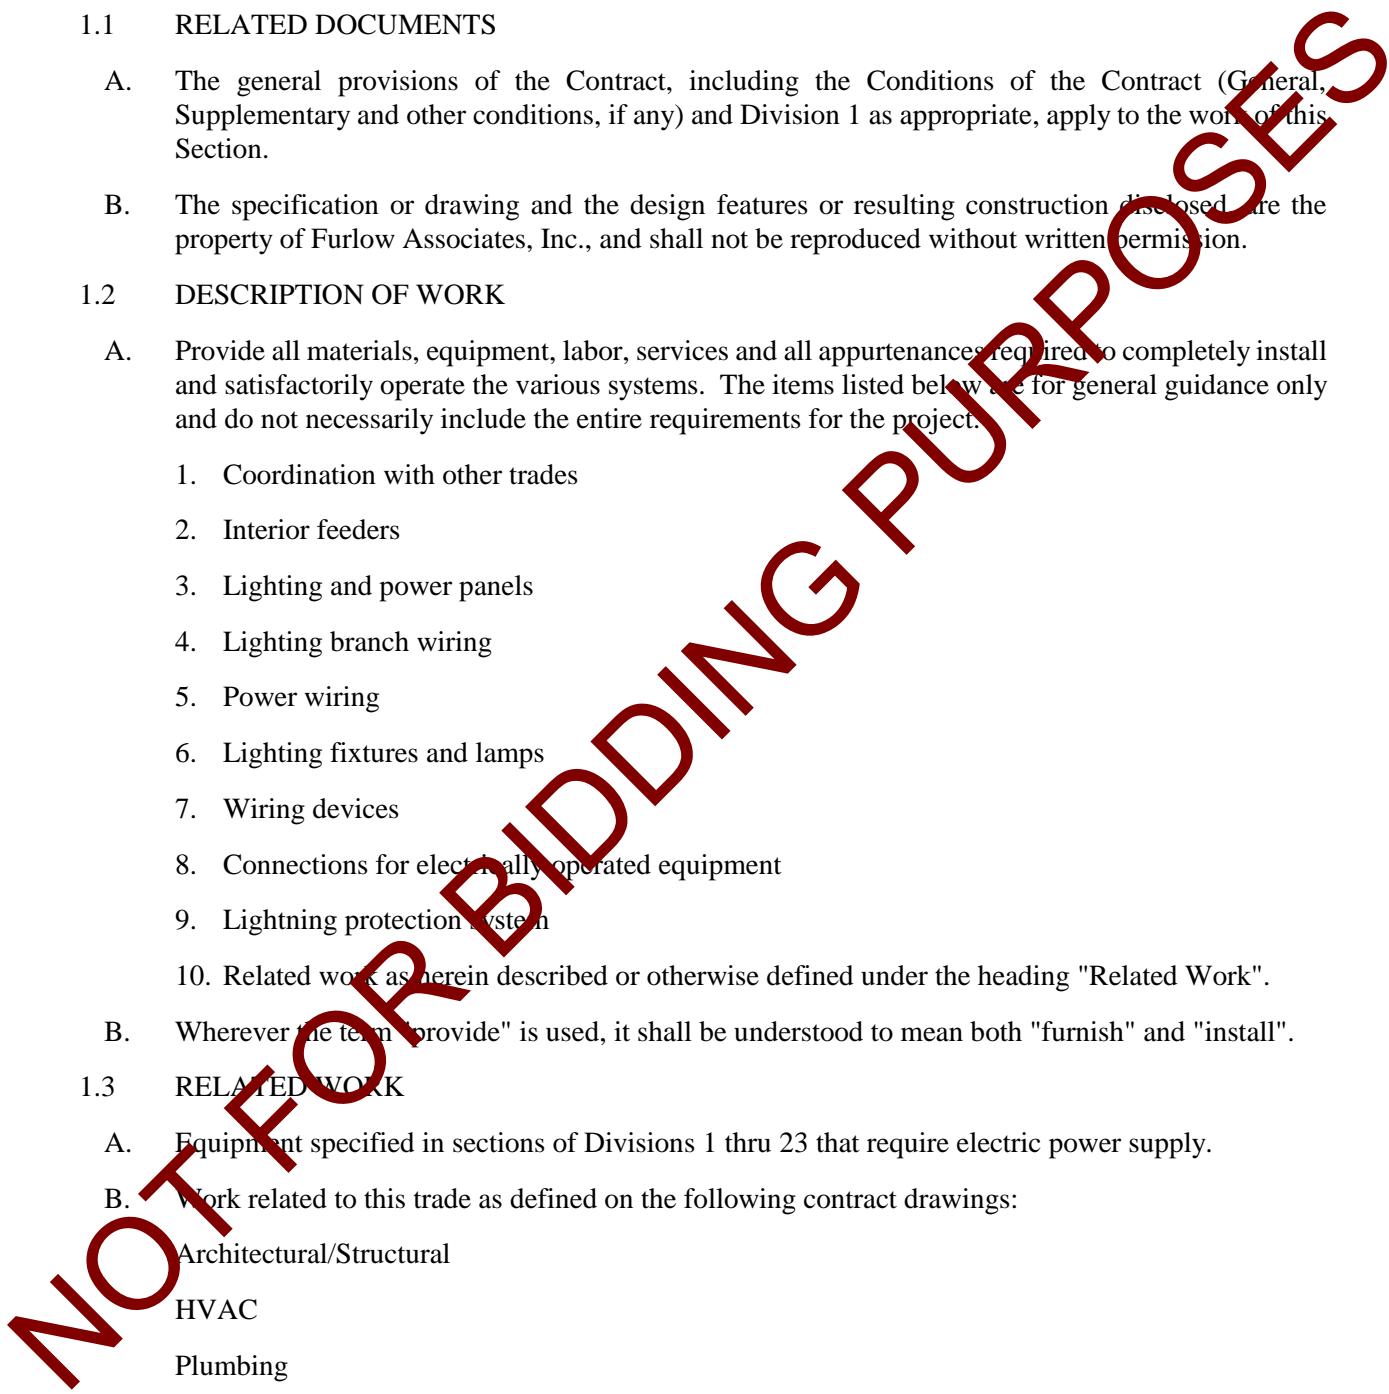 1.1 RELATED DOCUMENTS
A. The general provisions of the Contract, including the Conditions of the Contract (General,
Supplementary and other conditions, if any) and Division 1 as appropriate, apply to the work of this
Section.
B. The specification or drawing and the design features or resulting construction disclosed, are the
property of Furlow Associates, Inc., and shall not be reproduced without written permission.
1.2 DESCRIPTION OF WORK
A. Provide all materials, equipment, labor, services and all appurtenances required to completely install
and satisfactorily operate the various systems. The items listed below are for general guidance only
and do not necessarily include the entire requirements for the project.
1. Coordination with other trades
2. Interior feeders
3. Lighting and power panels
4. Lighting branch wiring
5. Power wiring
6. Lighting fixtures and lamps
7. Wiring devices
8. Connections for electrically operated equipment
9. Lightning protection system
10. Related work as herein described or otherwise defined under the heading "Related Work".
B. Wherever the term "provide" is used, it shall be understood to mean both "furnish" and "install".
1.3 RELATED WORK
A. Equipment specified in sections of Divisions 1 thru 23 that require electric power supply.
B. Work related to this trade as defined on the following contract drawings:
Architectural/Structural
HVAC
Plumbing
NOT FOR BIDDING PURPOSES